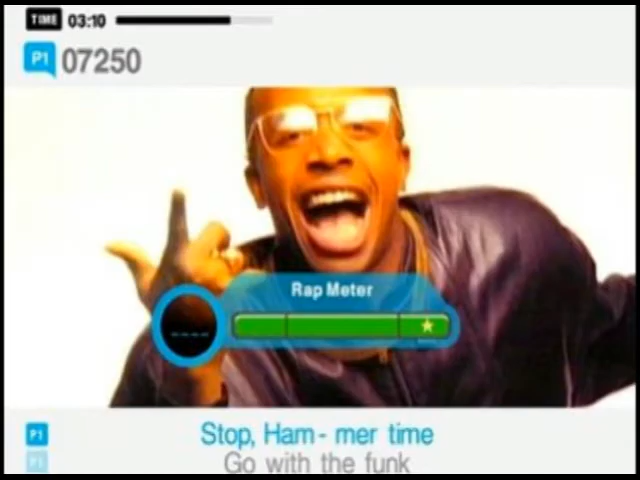 TIME 03:10
P1 07250
Rap Meter
P1 Stop, Ham - mer time
P1 Go with the funk